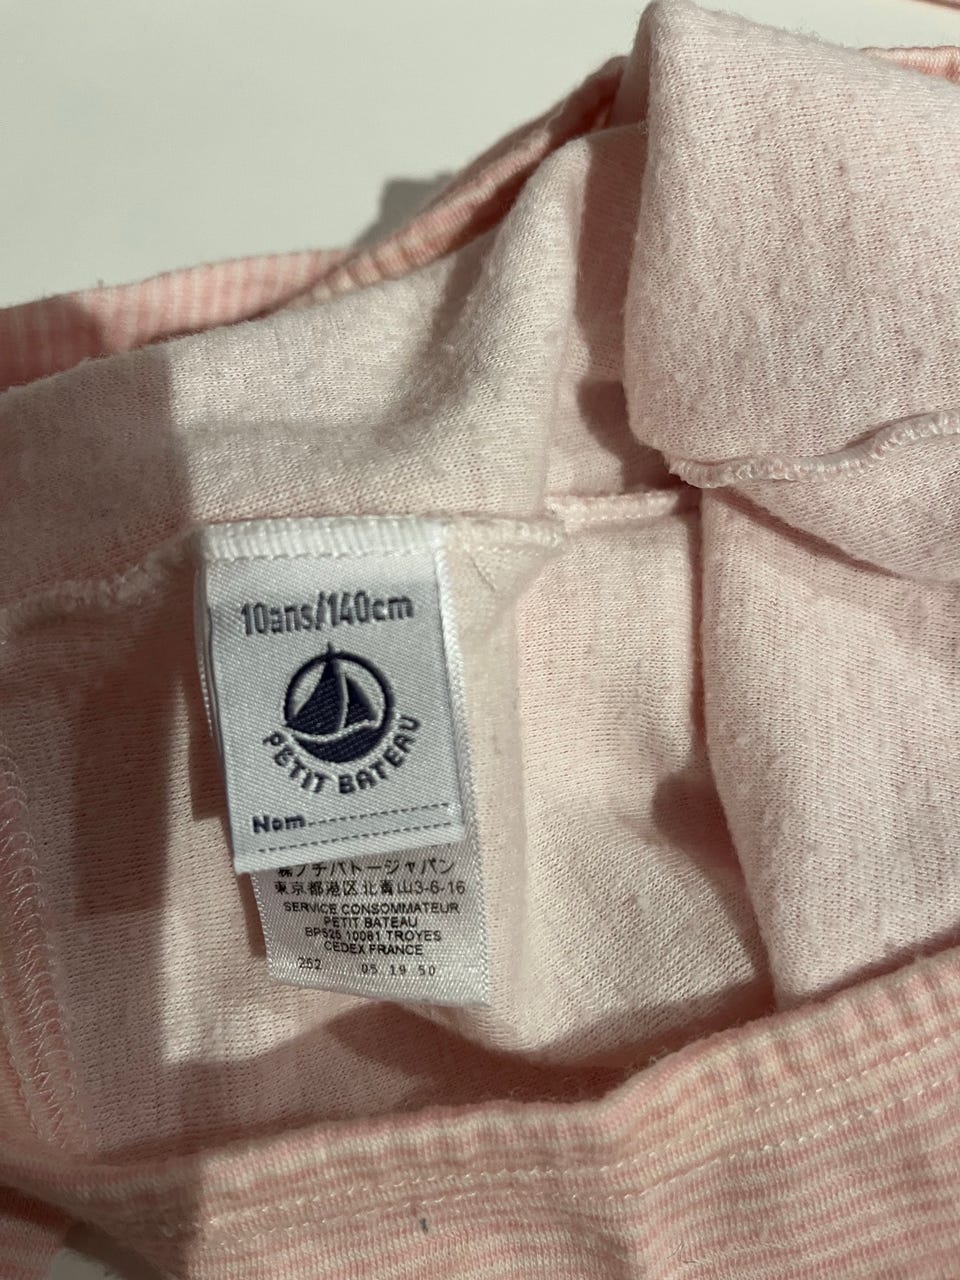 10ans/140cm
PETIT BATEAU
Nom
㈱プチバトージャパン
東京都港区北青山3-6-16
SERVICE CONSOMMATEUR
PETIT BATEAU
BP525 10081 TROYES
CEDEX FRANCE
252 05 19 50